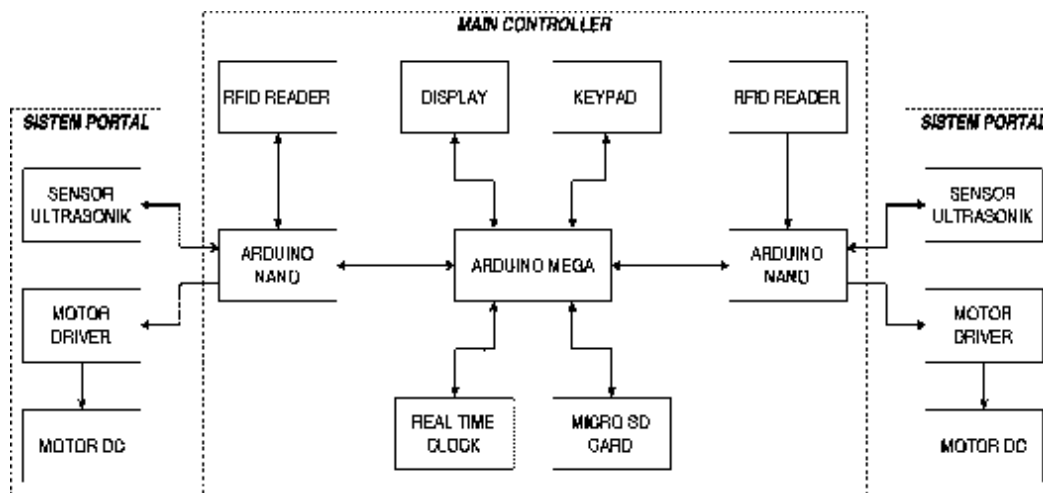 MAIN CONTROLLER
RFID READER
DISPLAY
KEYPAD
RFID READER
SISTEM PORTAL
SISTEM PORTAL
SENSOR
ULTRASONIK
SENSOR
ULTRASONIK
ARDUINO
NANO
ARDUINO MEGA
ARDUINO
NANO
MOTOR
DRIVER
MOTOR
DRIVER
REAL TIME
CLOCK
MICRO SD
CARD
MOTOR DC
MOTOR DC